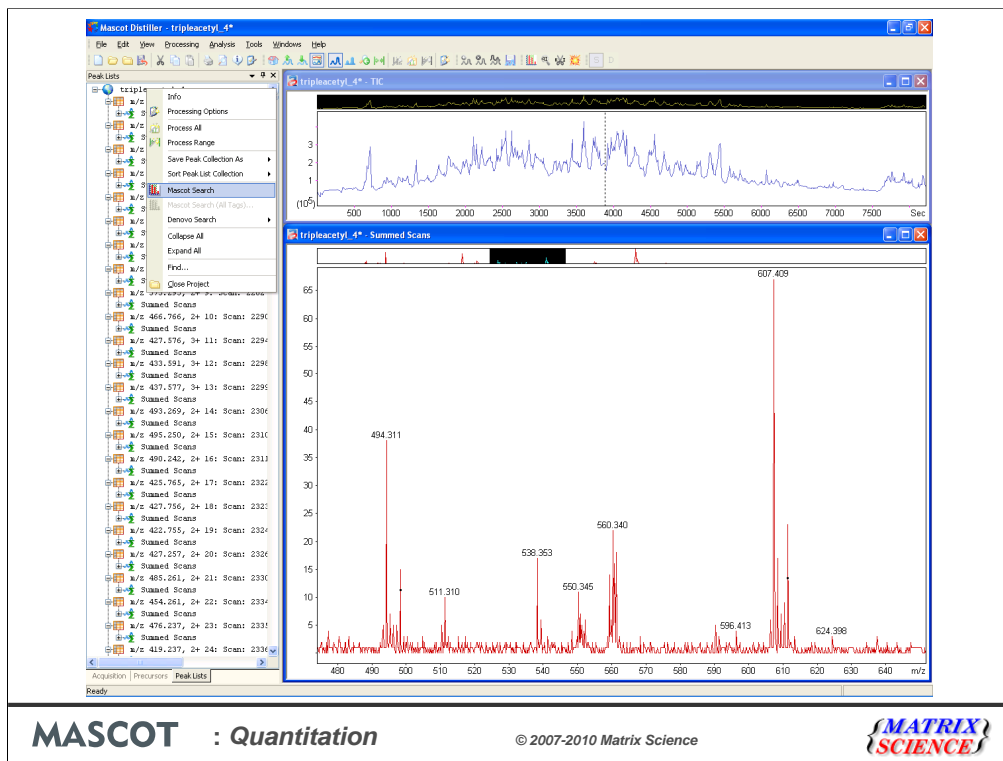 Mascot Distiller - tripleacetyl_4*
File Edit View Processing Analysis Tools Windows Help
Peak Lists
Info
Processing Options
Process All
Process Range
Save Peak Collection As
Sort Peak List Collection
Mascot Search
Mascot Search (All Tags)...
Denovo Search
Collapse All
Expand All
Find...
Close Project
Summed Scans
m/z 466.766, 2+ 10: Scan: 2290
Summed Scans
m/z 427.576, 3+ 11: Scan: 2294
Summed Scans
m/z 433.591, 3+ 12: Scan: 2298
Summed Scans
m/z 437.577, 3+ 13: Scan: 2299
Summed Scans
m/z 493.269, 2+ 14: Scan: 2306
Summed Scans
m/z 495.250, 2+ 15: Scan: 2310
Summed Scans
m/z 490.242, 2+ 16: Scan: 2311
Summed Scans
m/z 425.765, 2+ 17: Scan: 2322
Summed Scans
m/z 427.756, 2+ 18: Scan: 2323
Summed Scans
m/z 422.755, 2+ 19: Scan: 2324
Summed Scans
m/z 427.257, 2+ 20: Scan: 2326
Summed Scans
m/z 485.261, 2+ 21: Scan: 2330
Summed Scans
m/z 454.261, 2+ 22: Scan: 2334
Summed Scans
m/z 476.237, 2+ 23: Scan: 2335
Summed Scans
m/z 419.237, 2+ 24: Scan: 2336
Summed Scans
Acquisition Precursors Peak Lists
Ready
tripleacetyl_4* - TIC
3
2
1
(10^5)
500 1000 1500 2000 2500 3000 3500 4000 4500 5000 5500 6000 6500 7000 7500 Sec
tripleacetyl_4* - Summed Scans
607.409
65
60
55
50
45
40
494.311
35
30
25
560.340
20
538.353
15
550.345
511.310
10
5
596.413
624.398
480 490 500 510 520 530 540 550 560 570 580 590 600 610 620 630 640 m/z
MASCOT : Quantitation © 2007-2010 Matrix Science
{MATRIX
SCIENCE}